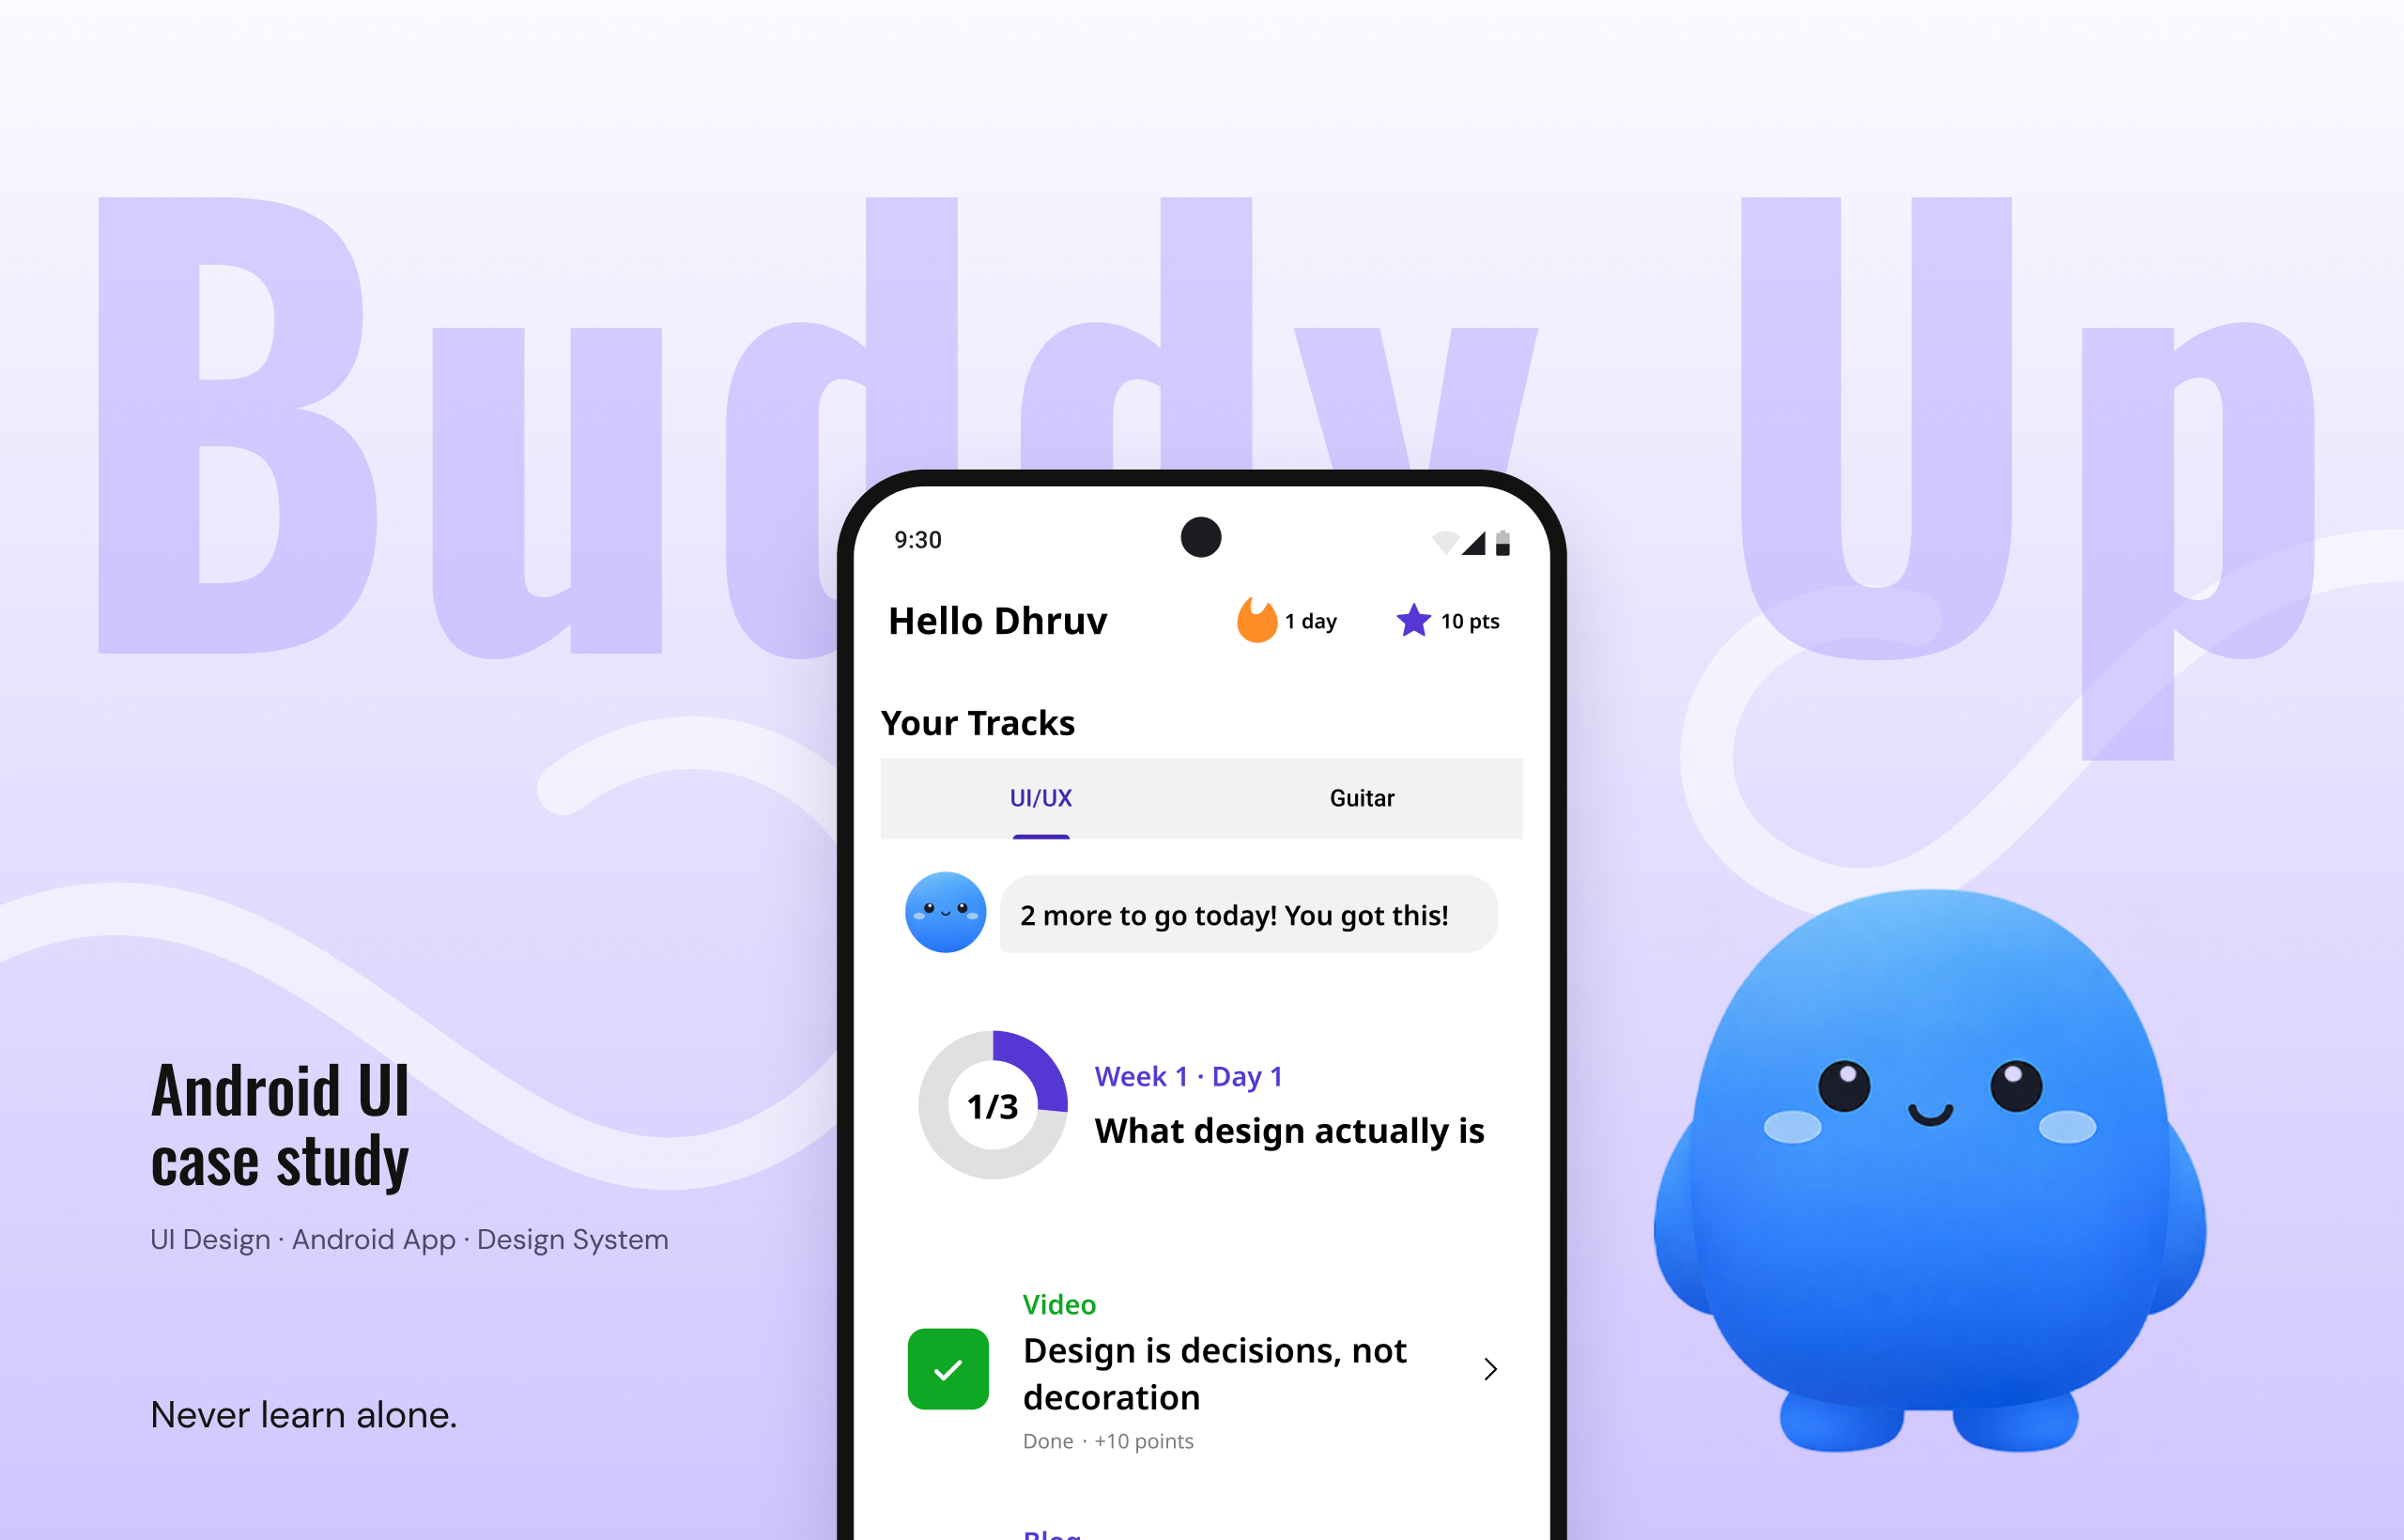 Buddy Up
9:30
Hello Dhruv
1 day
10 pts
Your Tracks
UI/UX
Guitar
2 more to go today! You got this!
1/3
Week 1 · Day 1
What design actually is
Android UI
case study
UI Design · Android App · Design System
Never learn alone.
Video
Design is decisions, not
decoration
Done · +10 points
Blog